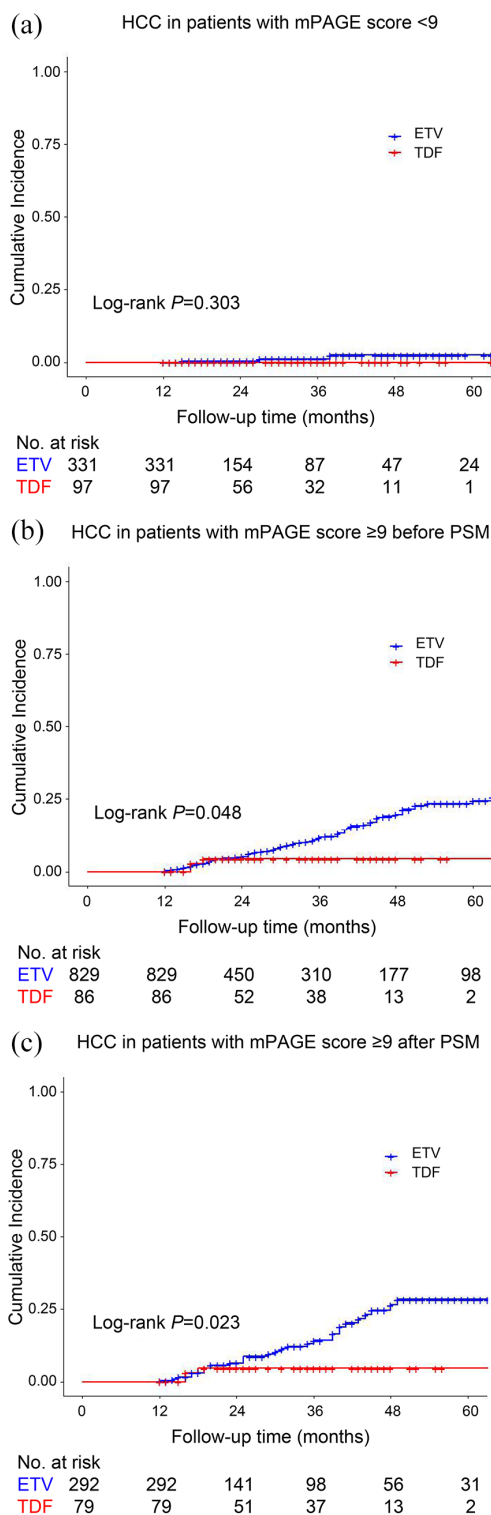 (a)
HCC in patients with mPAGE score <9
1.00
0.75
0.50
0.25
0.00
Cumulative Incidence
ETV
TDF
Log-rank P=0.303
0 12 24 36 48 60
Follow-up time (months)
No. at risk
ETV 331 331 154 87 47 24
TDF 97 97 56 32 11 1
(b)
HCC in patients with mPAGE score ≥9 before PSM
1.00
0.75
0.50
0.25
0.00
Cumulative Incidence
ETV
TDF
Log-rank P=0.048
0 12 24 36 48 60
Follow-up time (months)
No. at risk
ETV 829 829 450 310 177 98
TDF 86 86 52 38 13 2
(c)
HCC in patients with mPAGE score ≥9 after PSM
1.00
0.75
0.50
0.25
0.00
Cumulative Incidence
ETV
TDF
Log-rank P=0.023
0 12 24 36 48 60
Follow-up time (months)
No. at risk
ETV 292 292 141 98 56 31
TDF 79 79 51 37 13 2